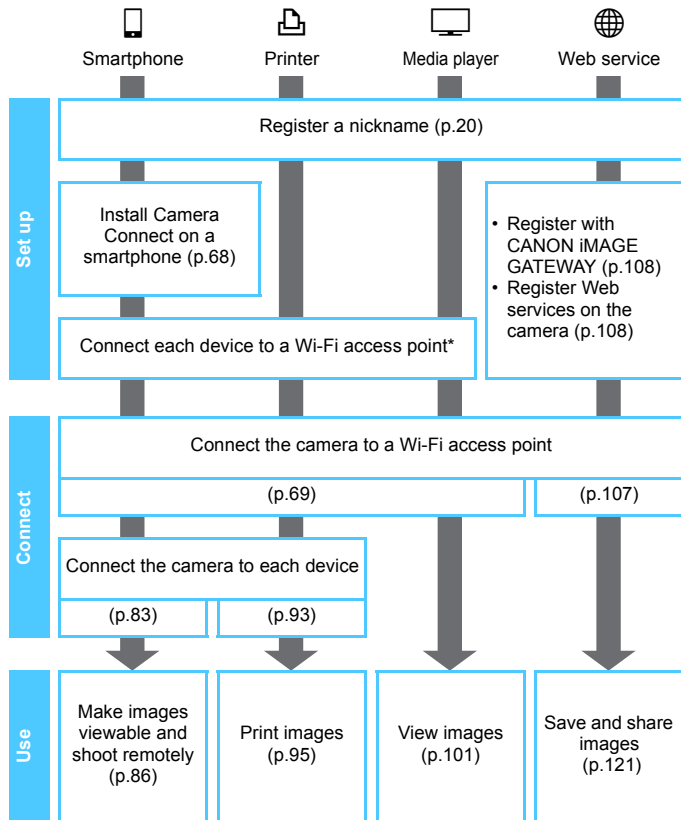 Smartphone
Printer
Media player
Web service
Set up
Register a nickname (p.20)
Install Camera
Connect on a
smartphone (p.68)
• Register with
CANON iMAGE
GATEWAY (p.108)
• Register Web
services on the
camera (p.108)
Connect each device to a Wi-Fi access point*
Connect
Connect the camera to a Wi-Fi access point
(p.69)
(p.107)
Connect the camera to each device
(p.83)
(p.93)
Use
Make images
viewable and
shoot remotely
(p.86)
Print images
(p.95)
View images
(p.101)
Save and share
images
(p.121)